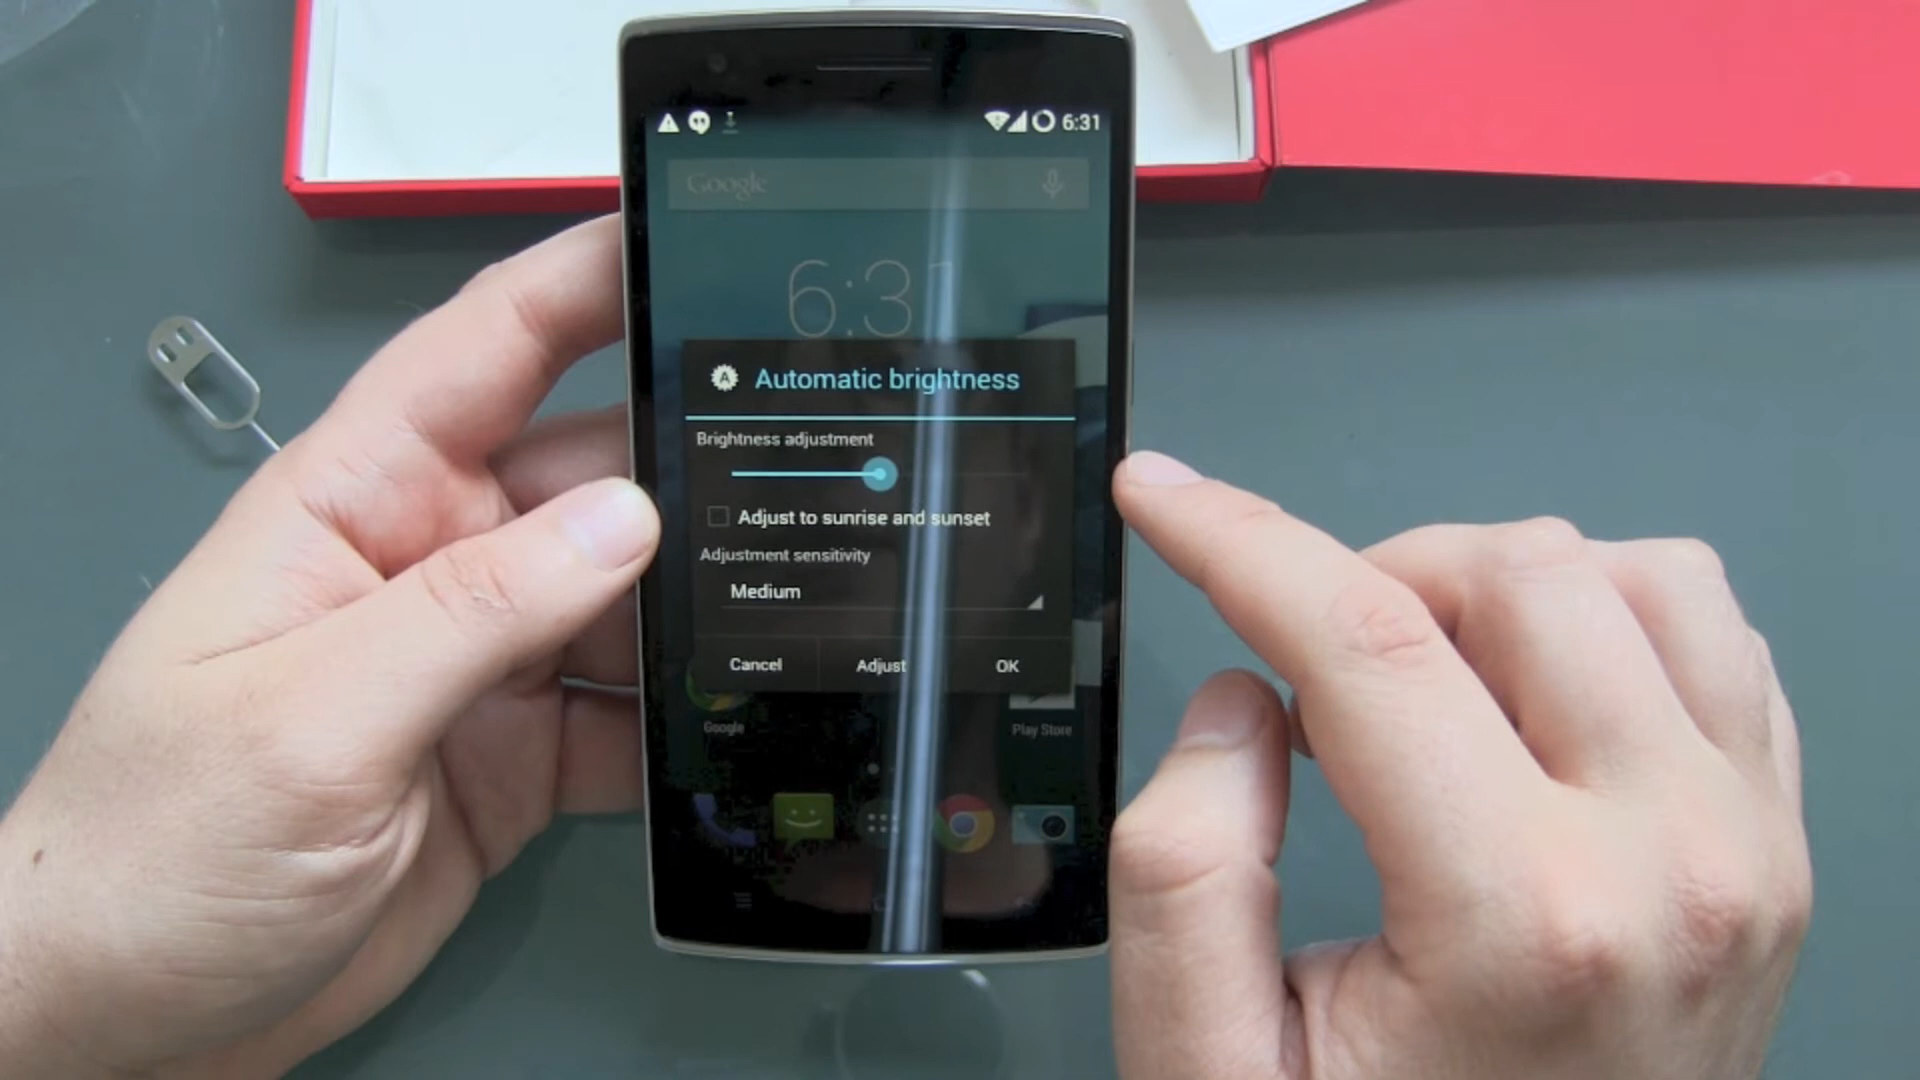 6:31
Google
6:31
Automatic brightness
Brightness adjustment
Adjust to sunrise and sunset
Adjustment sensitivity
Medium
Cancel Adjust OK
Google Play Store